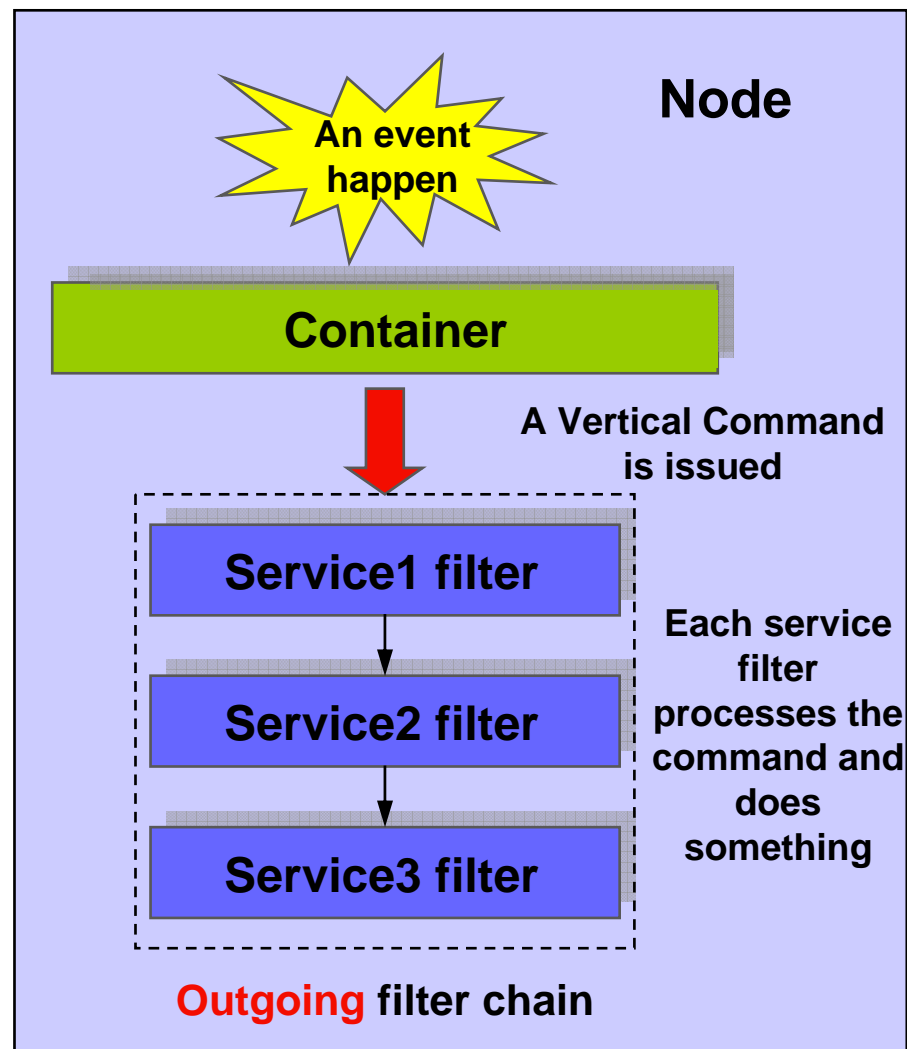 Node
An event
happen
Container
A Vertical Command
is issued
Service1 filter
Service2 filter
Service3 filter
Each service
filter
processes the
command and
does
something
Outgoing filter chain